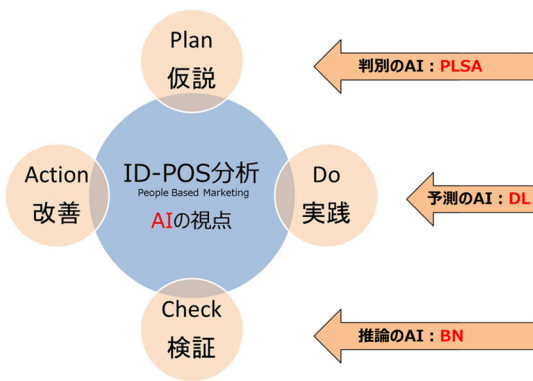 Plan
仮説
判別のAI：PLSA
Action
改善
ID-POS分析
People Based Marketing
AIの視点
Do
実践
予測のAI：DL
Check
検証
推論のAI：BN